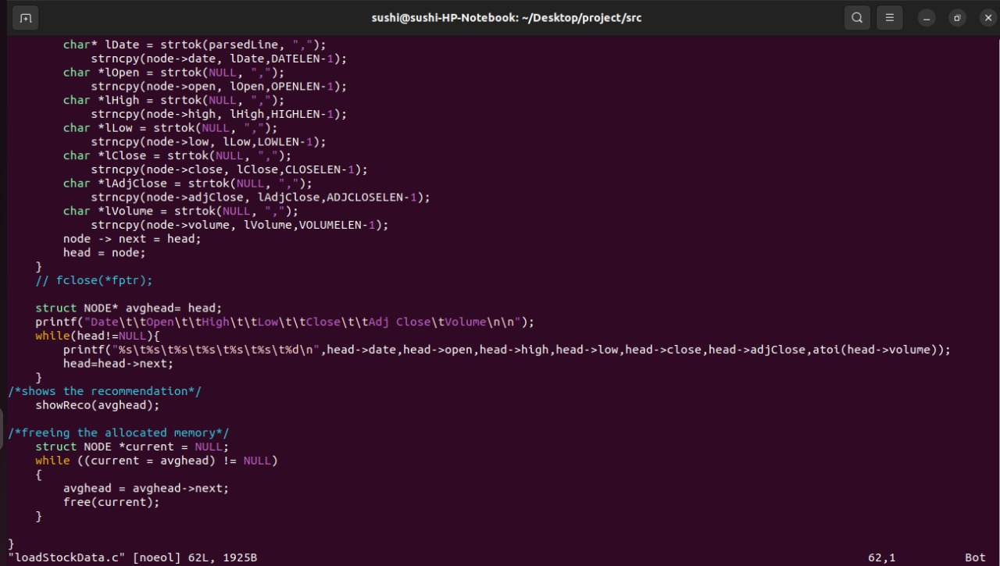 sushi@sushi-HP-Notebook: ~/Desktop/project/src
        char* lDate = strtok(parsedLine, ",");
            strncpy(node->date, lDate,DATELEN-1);
        char *lOpen = strtok(NULL, ",");
            strncpy(node->open, lOpen,OPENLEN-1);
        char *lHigh = strtok(NULL, ",");
            strncpy(node->high, lHigh,HIGHLEN-1);
        char *lLow = strtok(NULL, ",");
            strncpy(node->low, lLow,LOWLEN-1);
        char *lClose = strtok(NULL, ",");
            strncpy(node->close, lClose,CLOSELEN-1);
        char *lAdjClose = strtok(NULL, ",");
            strncpy(node->adjClose, lAdjClose,ADJCLOSELEN-1);
        char *lVolume = strtok(NULL, ",");
            strncpy(node->volume, lVolume,VOLUMELEN-1);
        node -> next = head;
        head = node;
    }
    // fclose(*fptr);

    struct NODE* avghead= head;
    printf("Date\t\tOpen\t\tHigh\t\tLow\t\tClose\t\tAdj Close\tVolume\n\n");
    while(head!=NULL){
        printf("%s\t%s\t%s\t%s\t%s\t%s\t%d\n",head->date,head->open,head->high,head->low,head->close,head->adjClose,atoi(head->volume));
        head=head->next;
    }
/*shows the recommendation*/
    showReco(avghead);

/*freeing the allocated memory*/
    struct NODE *current = NULL;
    while ((current = avghead) != NULL)
    {
        avghead = avghead->next;
        free(current);
    }

}
"loadStockData.c" [noeol] 62L, 1925B 62,1 Bot